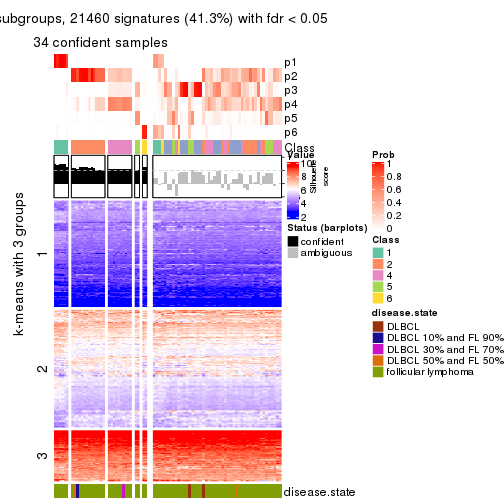 subgroups, 21460 signatures (41.3%) with fdr < 0.05
34 confident samples
p1
p2
p3
p4
p5
p6
Class
Silhouette
score
k-means with 3 groups
1
2
3
disease.state
Value
10
8
6
4
2
Status (barplots)
confident
ambiguous
Prob
1
0.8
0.6
0.4
0.2
0
Class
1
2
4
5
6
disease.state
DLBCL
DLBCL 10% and FL 90%
DLBCL 30% and FL 70%
DLBCL 50% and FL 50%
follicular lymphoma